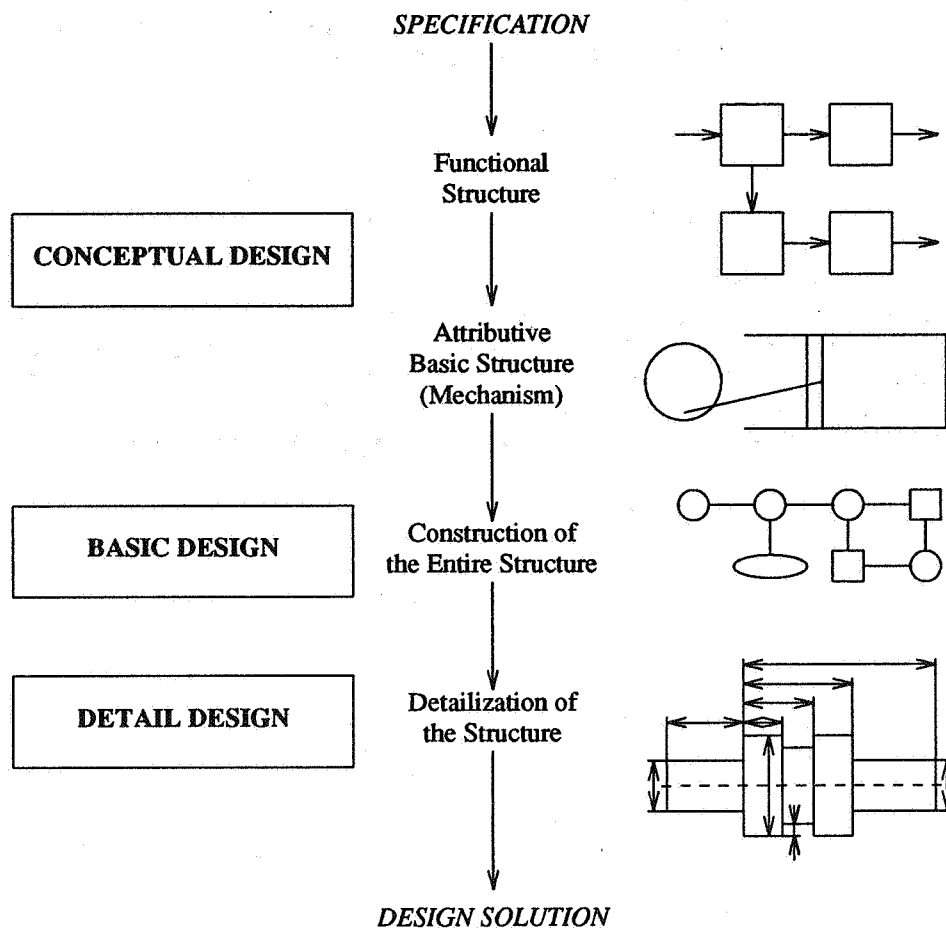 SPECIFICATION
Functional
Structure
CONCEPTUAL DESIGN
Attributive
Basic Structure
(Mechanism)
BASIC DESIGN
Construction of
the Entire Structure
DETAIL DESIGN
Detailization of
the Structure
DESIGN SOLUTION